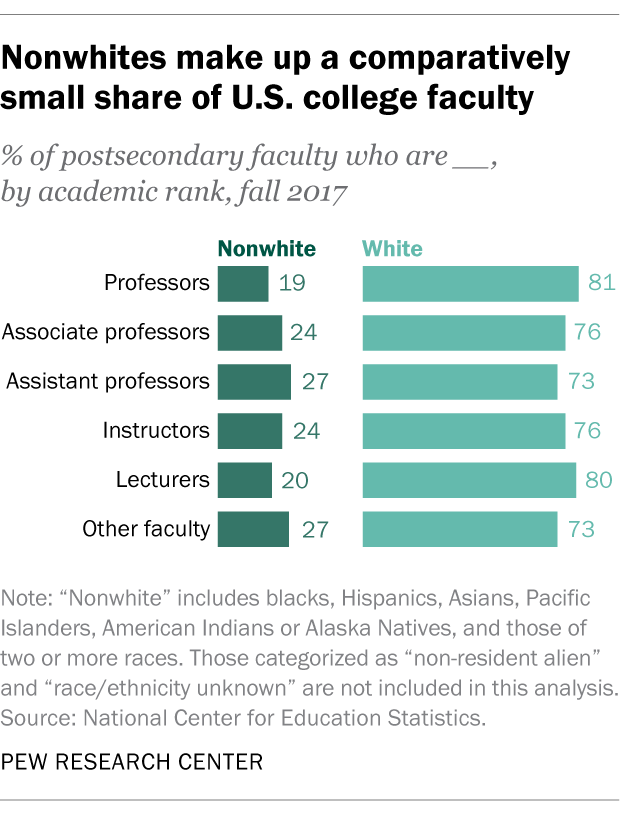 Nonwhites make up a comparatively
small share of U.S. college faculty
% of postsecondary faculty who are __,
by academic rank, fall 2017
Nonwhite White
Professors 19 81
Associate professors 24 76
Assistant professors 27 73
Instructors 24 76
Lecturers 20 80
Other faculty 27 73
Note: “Nonwhite” includes blacks, Hispanics, Asians, Pacific
Islanders, American Indians or Alaska Natives, and those of
two or more races. Those categorized as “non-resident alien”
and “race/ethnicity unknown” are not included in this analysis.
Source: National Center for Education Statistics.
PEW RESEARCH CENTER